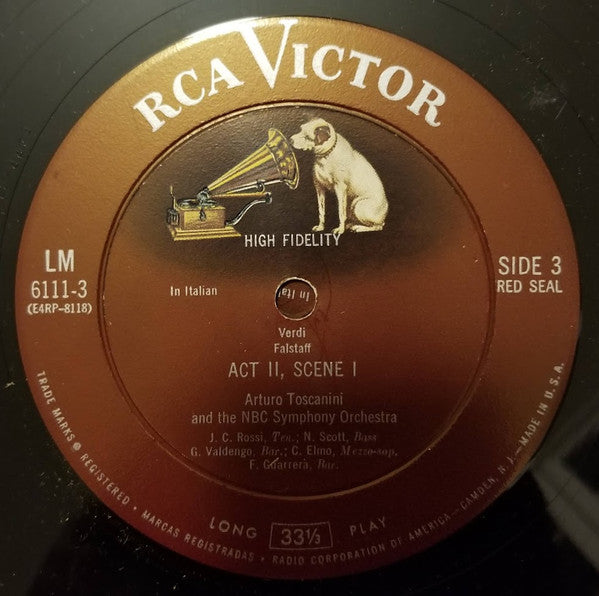 RCA VICTOR
HIGH FIDELITY
LM
6111-3
(E4RP-8118)
SIDE 3
RED SEAL
In Italian
In Ita
Verdi
Falstaff
ACT II, SCENE I
Arturo Toscanini
and the NBC Symphony Orchestra
J. C. Rossi, Ten.; N. Scott, Bass
G. Valdengo, Bar.; C. Elmo, Mezzo-sop.
F. Guarrera, Bar.
LONG 33⅓ PLAY
TRADE MARKS ® REGISTERED • MARCAS REGISTRADAS • RADIO CORPORATION OF AMERICA—CAMDEN, N. J.—MADE IN U.S.A.